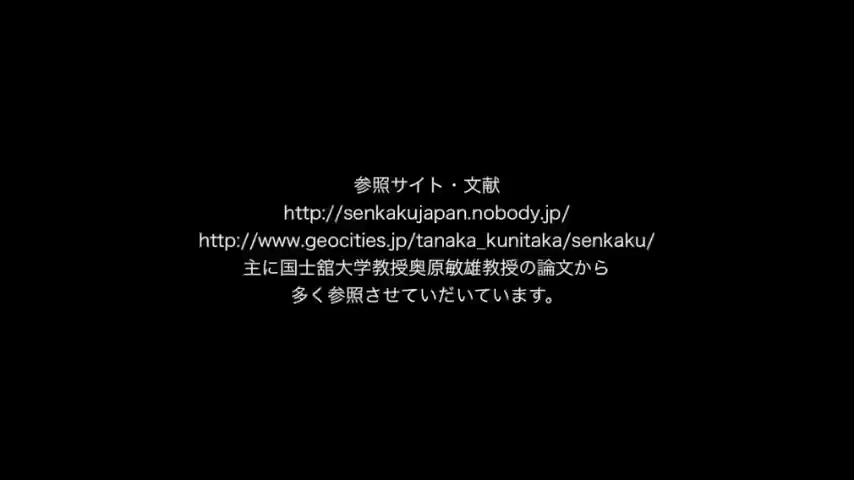 参照サイト・文献
http://senkakujapan.nobody.jp/
http://www.geocities.jp/tanaka_kunitaka/senkaku/
主に国士舘大学教授奥原敏雄教授の論文から
多く参照させていだいています。